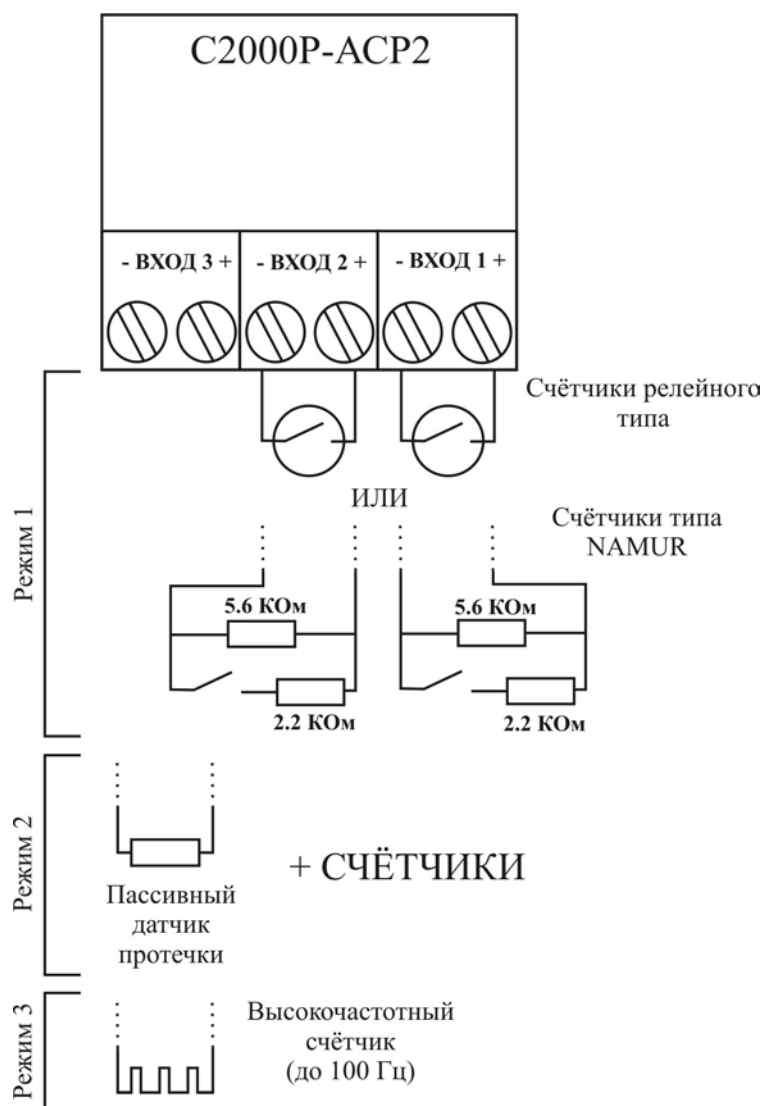 С2000Р-АСР2
- ВХОД 3 +
- ВХОД 2 +
- ВХОД 1 +
Счётчики релейного
типа
ИЛИ
Счётчики типа
NAMUR
Режим 1
5.6 КОм
5.6 КОм
2.2 КОм
2.2 КОм
Режим 2
+ СЧЁТЧИКИ
Пассивный
датчик
протечки
Режим 3
Высокочастотный
счётчик
(до 100 Гц)